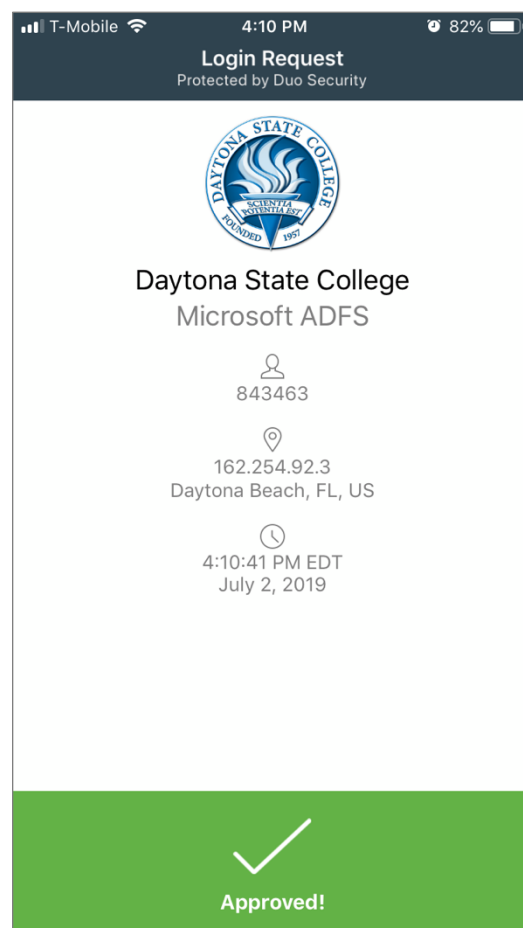 T-Mobile 4:10 PM 82%
Login Request
Protected by Duo Security
DAYTONA STATE COLLEGE
SCIENTIA
POTENTIA EST
FOUNDED 1957
Daytona State College
Microsoft ADFS
843463
162.254.92.3
Daytona Beach, FL, US
4:10:41 PM EDT
July 2, 2019
Approved!